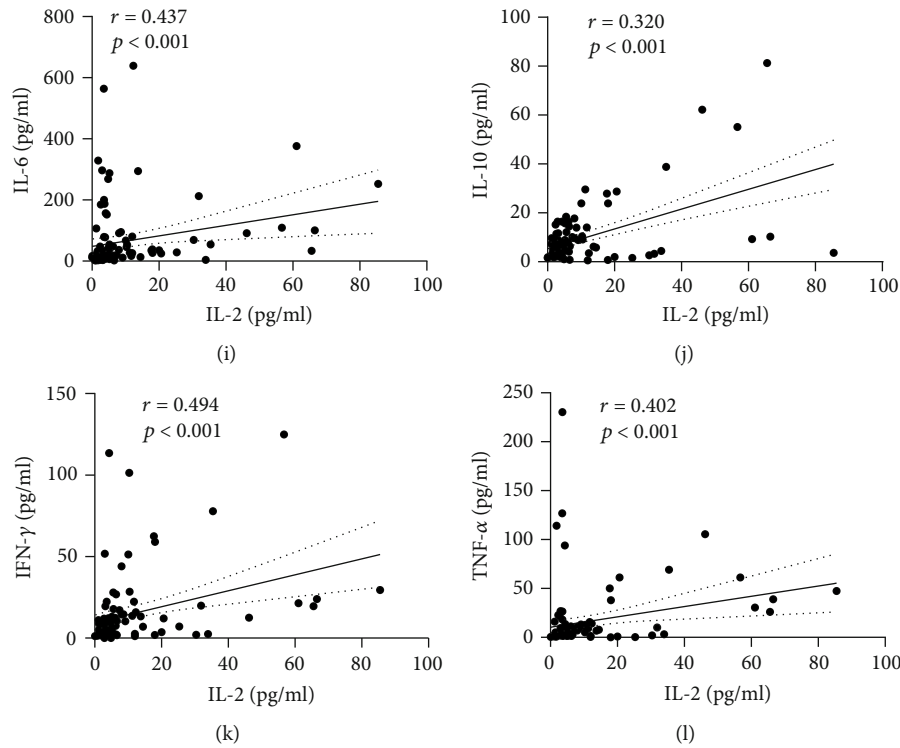 r = 0.437
p < 0.001
IL-6 (pg/ml)
800
600
400
200
0
0 20 40 60 80 100
IL-2 (pg/ml)
(i)
r = 0.320
p < 0.001
IL-10 (pg/ml)
100
80
60
40
20
0
0 20 40 60 80 100
IL-2 (pg/ml)
(j)
r = 0.494
p < 0.001
IFN-γ (pg/ml)
150
100
50
0
0 20 40 60 80 100
IL-2 (pg/ml)
(k)
r = 0.402
p < 0.001
TNF-α (pg/ml)
250
200
150
100
50
0
0 20 40 60 80 100
IL-2 (pg/ml)
(l)